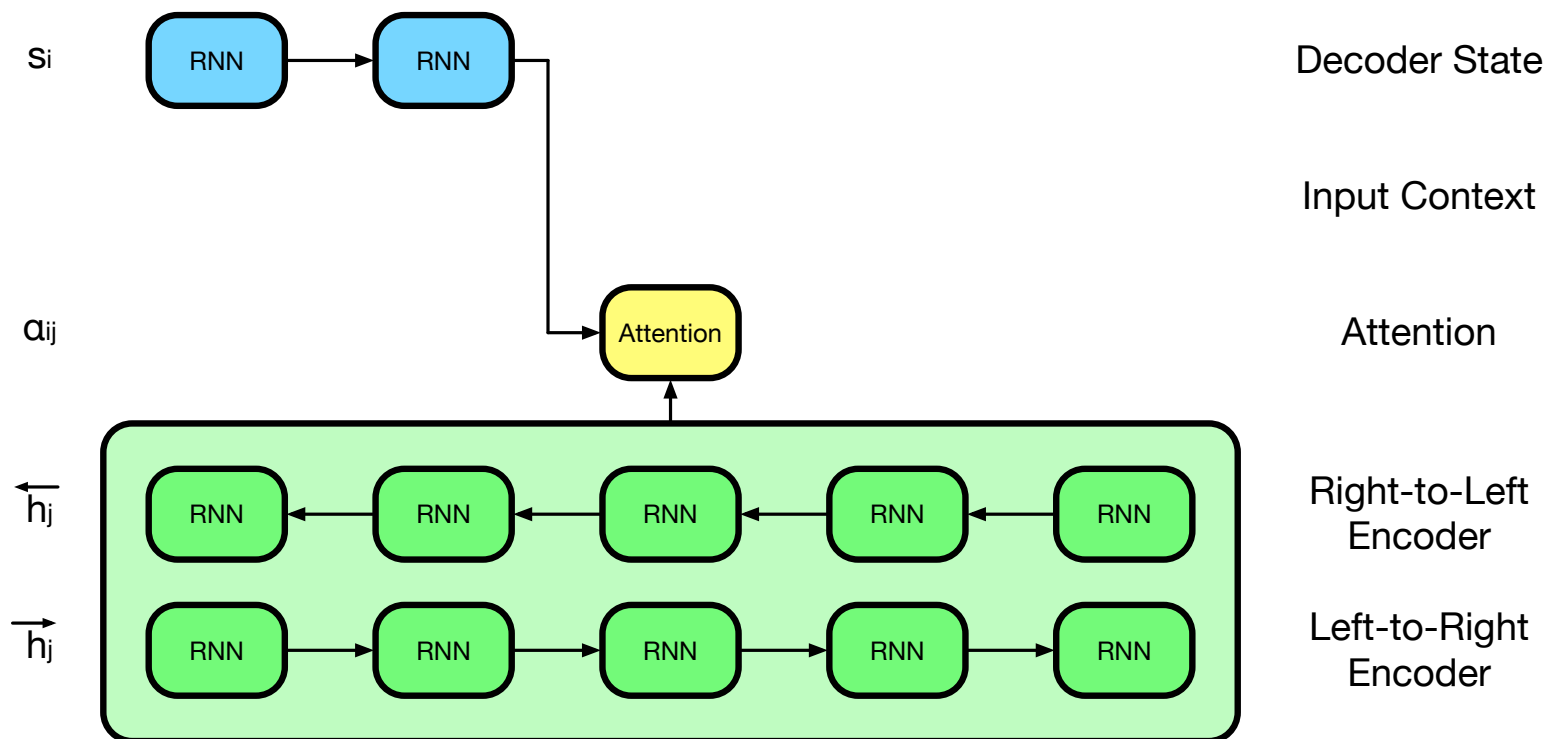 sᵢ RNN RNN Decoder State
Input Context
αᵢⱼ Attention Attention
←hⱼ RNN RNN RNN RNN RNN Right-to-Left
Encoder
→hⱼ RNN RNN RNN RNN RNN Left-to-Right
Encoder